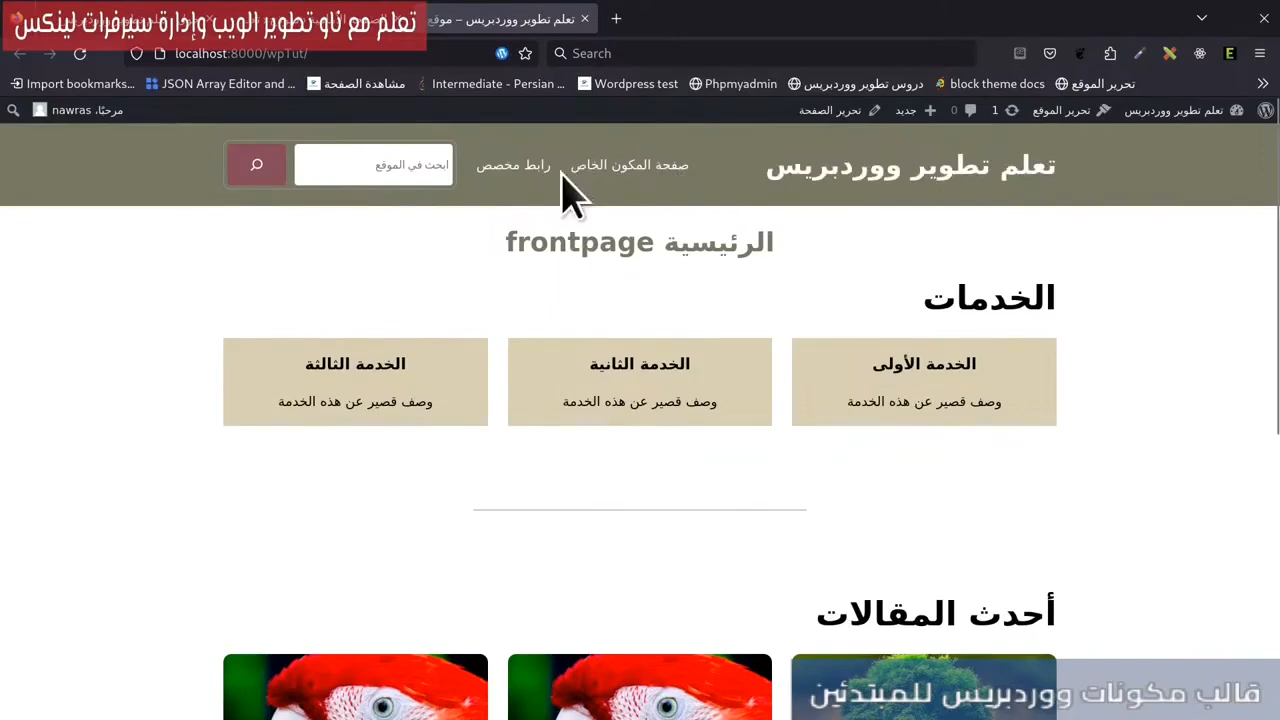 تعلم مع ناو تطوير الويب وإدارة سيرفرات لينكس
تعلم تطوير ووردبريس – موقع
localhost:8000/wpTut/
Search
Import bookmarks...
JSON Array Editor and ...
مشاهدة الصفحة
Intermediate - Persian ...
Wordpress test
Phpmyadmin
دروس تطوير ووردبريس
block theme docs
تحرير الموقع
تعلم تطوير ووردبريس
تحرير الموقع
1
0
جديد
تحرير الصفحة
مرحبًا، nawras
تعلم تطوير ووردبريس
صفحة المكون الخاص
رابط مخصص
ابحث في الموقع
الرئيسية frontpage
الخدمات
الخدمة الأولى
وصف قصير عن هذه الخدمة
الخدمة الثانية
وصف قصير عن هذه الخدمة
الخدمة الثالثة
وصف قصير عن هذه الخدمة
أحدث المقالات
قالب مكونات ووردبريس للمبتدئين